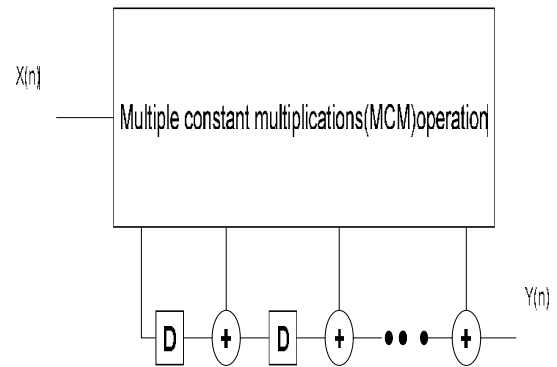 X(n)
Multiple constant multiplications(MCM)operation
Y(n)
D + D + +